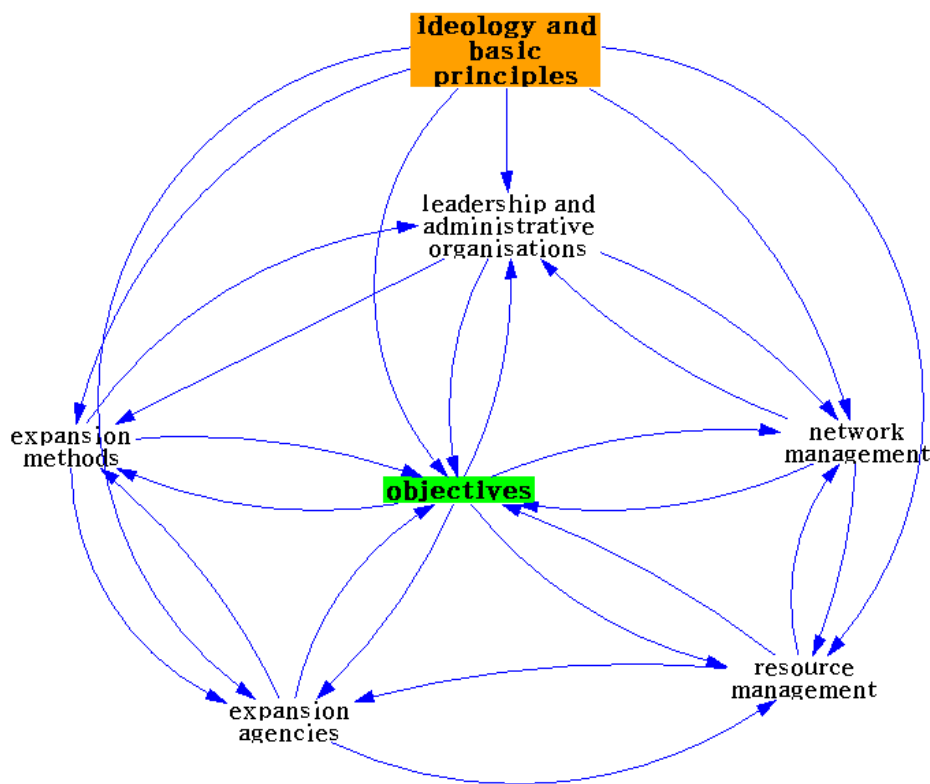 ideology and
basic
principles
leadership and
administrative
organisations
expansion
methods
network
management
objectives
resource
management
expansion
agencies